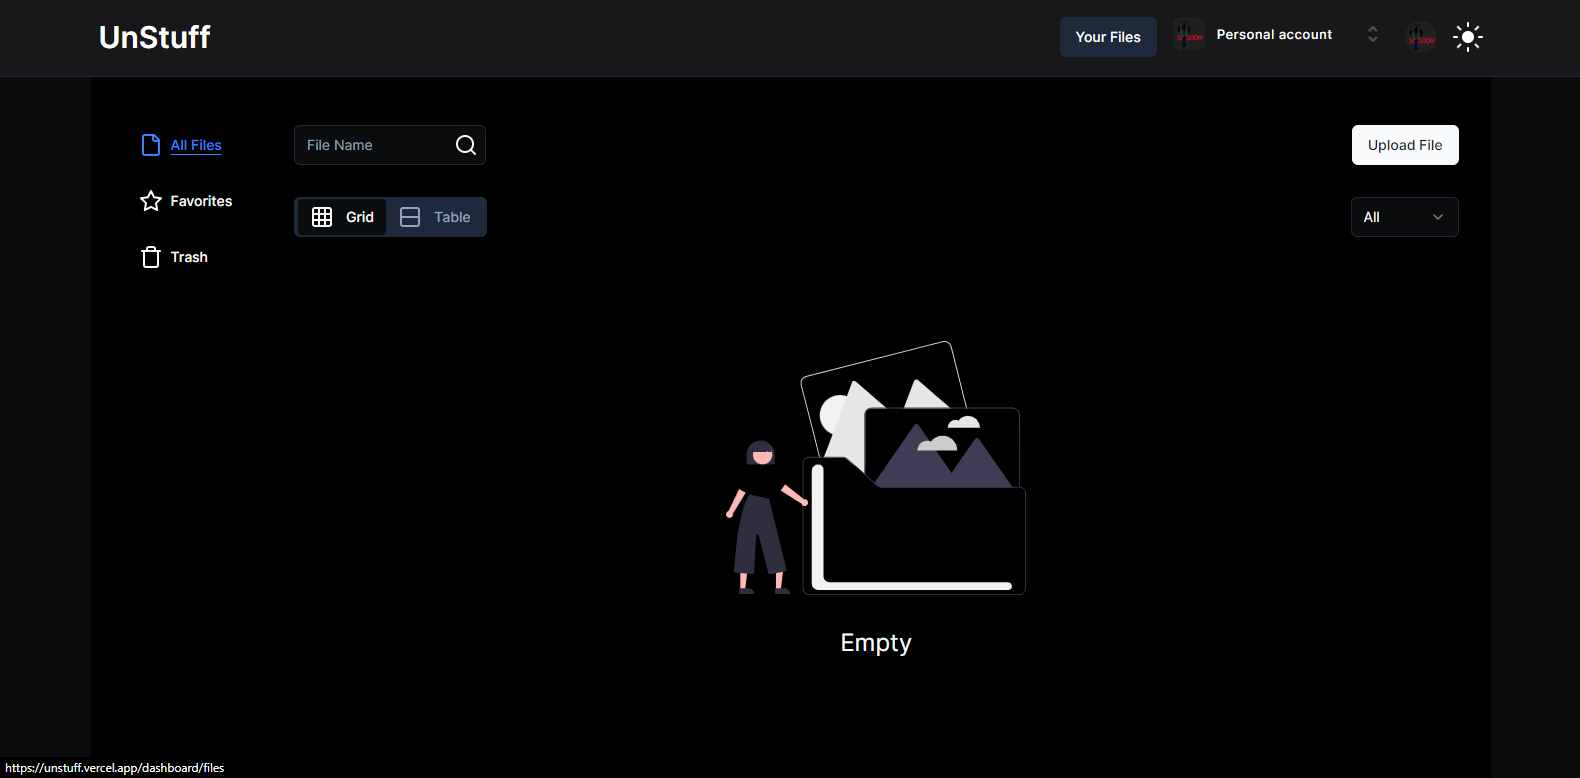 UnStuff
Your Files
Personal account
All Files
File Name
Upload File
Favorites
Grid
Table
All
Trash
Empty
https://unstuff.vercel.app/dashboard/files